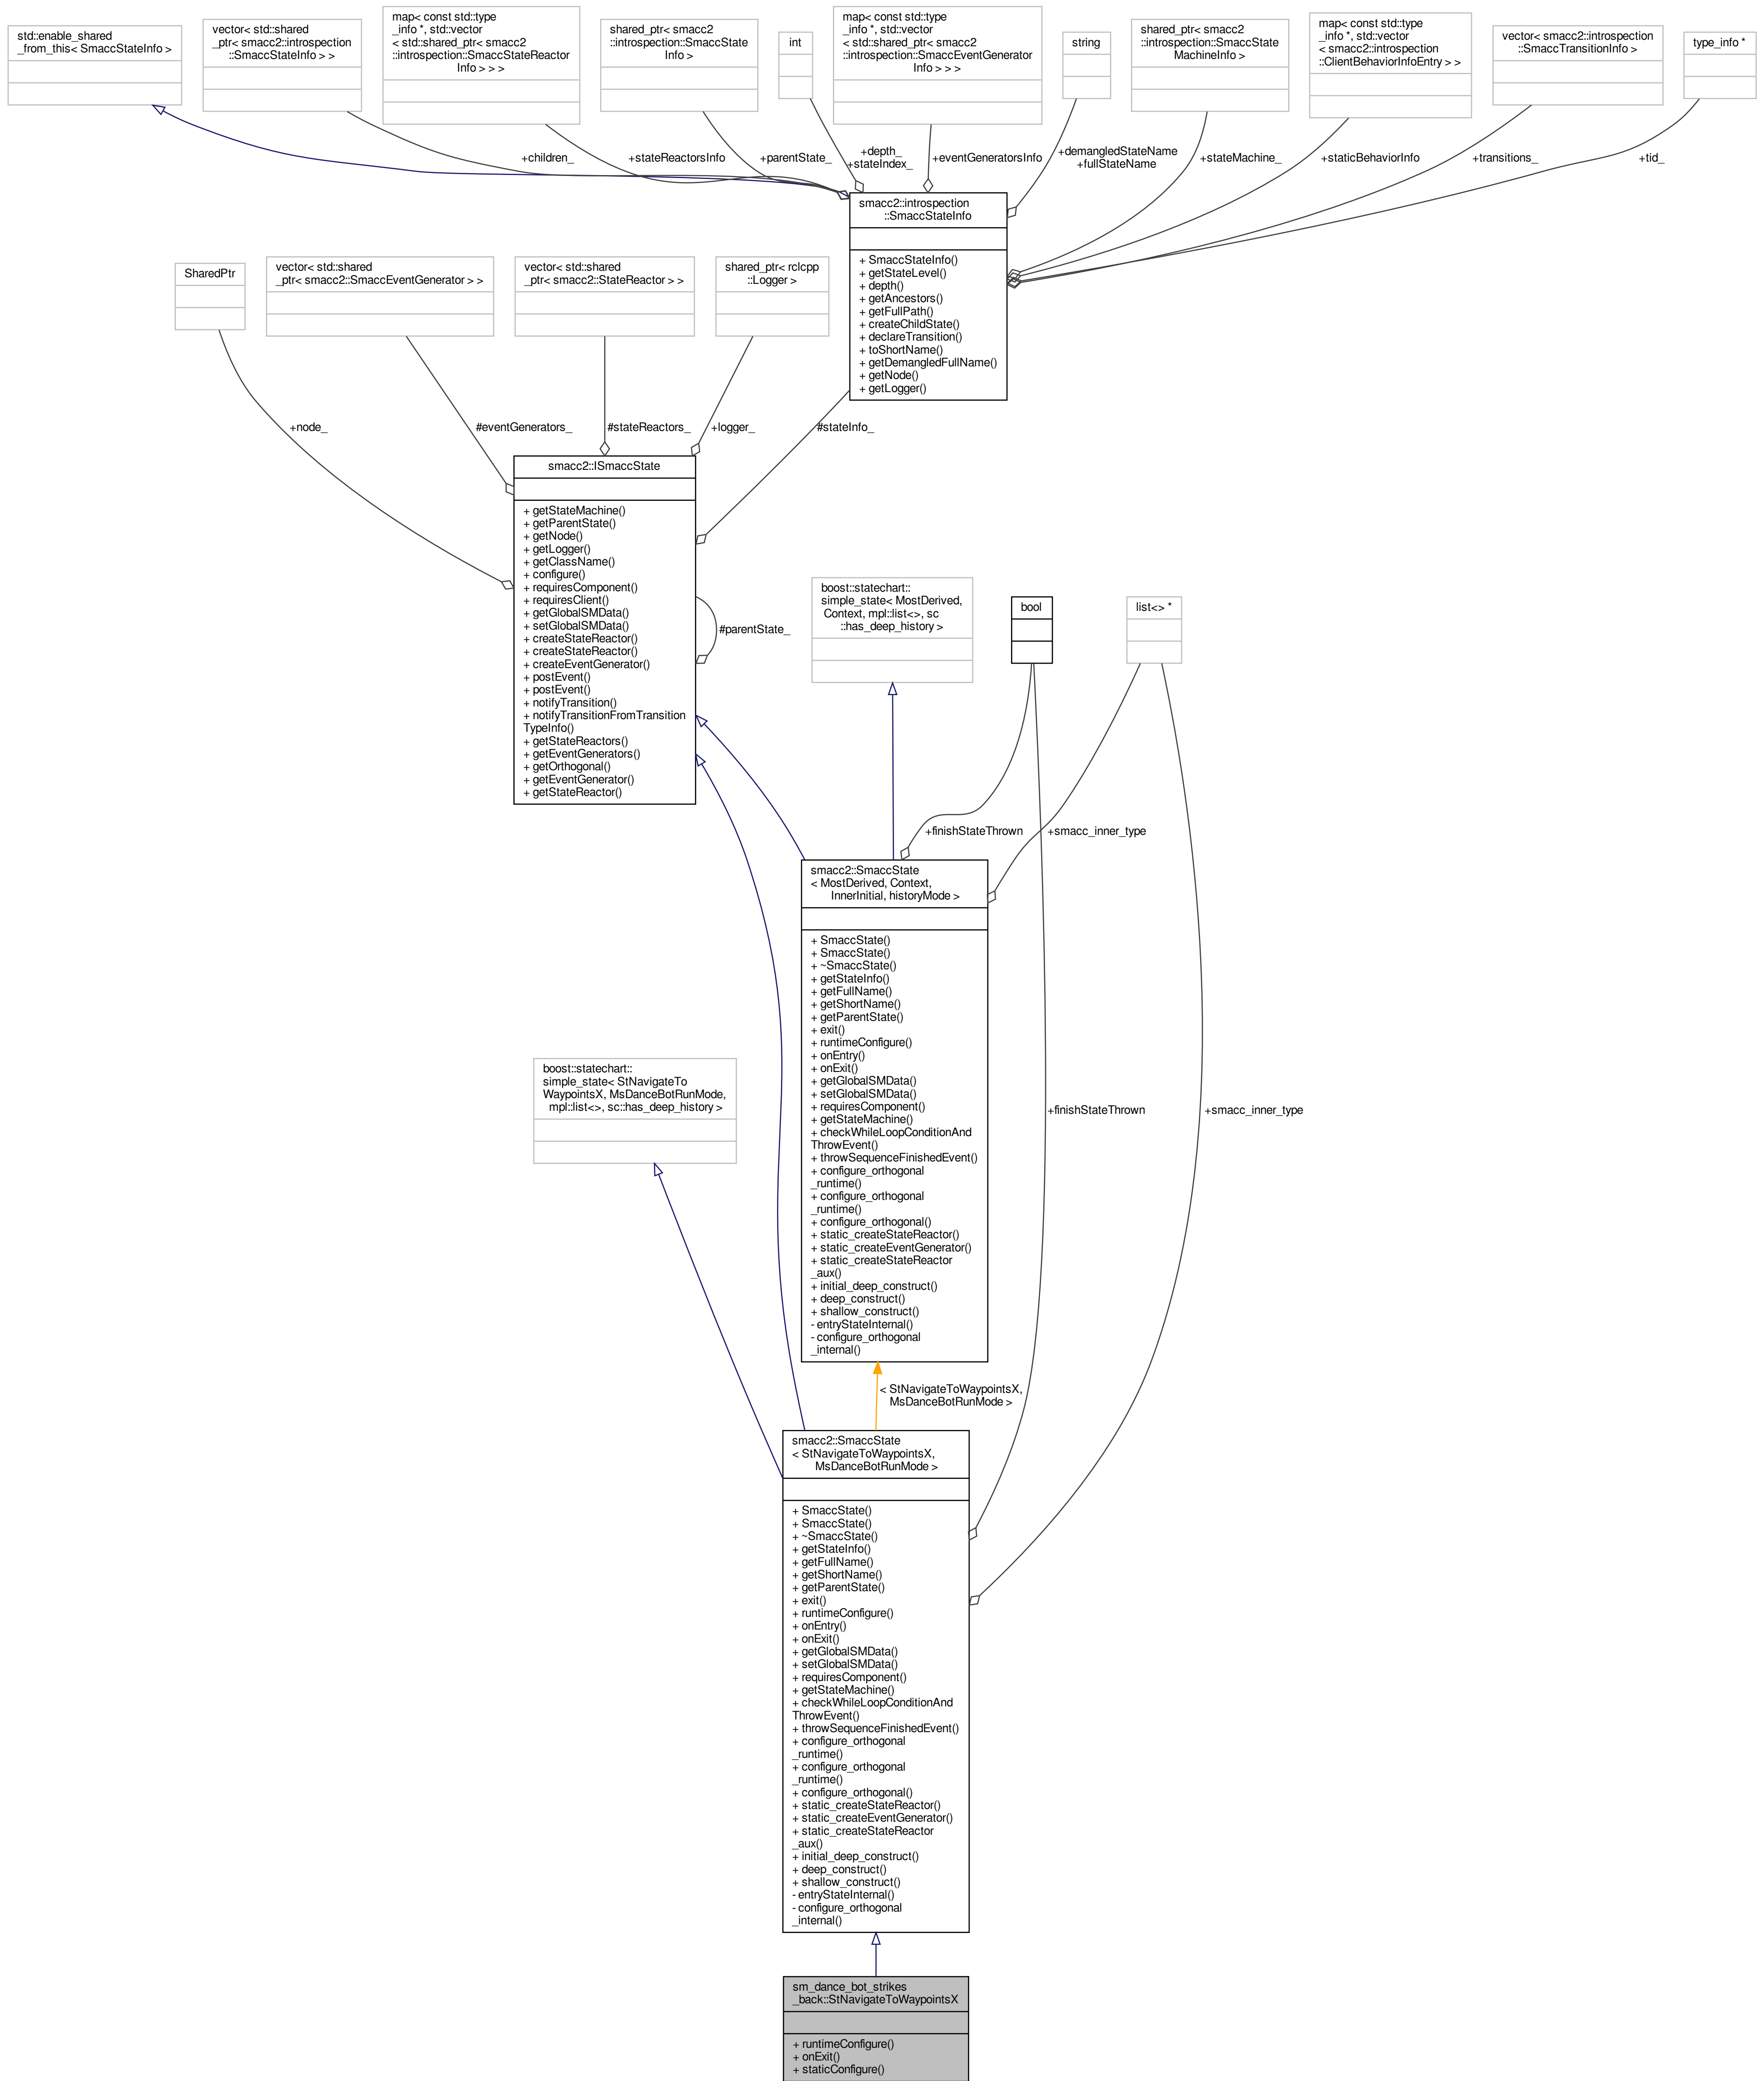 std::enable_shared
_from_this< SmaccStateInfo >
vector< std::shared
_ptr< smacc2::introspection
::SmaccStateInfo > >
map< const std::type
_info *, std::vector
< std::shared_ptr< smacc2
::introspection::SmaccStateReactor
Info > > >
shared_ptr< smacc2
::introspection::SmaccState
Info >
int
map< const std::type
_info *, std::vector
< std::shared_ptr< smacc2
::introspection::SmaccEventGenerator
Info > > >
string
shared_ptr< smacc2
::introspection::SmaccState
MachineInfo >
map< const std::type
_info *, std::vector
< smacc2::introspection
::ClientBehaviorInfoEntry > >
vector< smacc2::introspection
::SmaccTransitionInfo >
type_info *
+children_
+stateReactorsInfo
+parentState_
+depth_
+stateIndex_
+eventGeneratorsInfo
+demangledStateName
+fullStateName
+stateMachine_
+staticBehaviorInfo
+transitions_
+tid_
smacc2::introspection
::SmaccStateInfo
+ SmaccStateInfo()
+ getStateLevel()
+ depth()
+ getAncestors()
+ getFullPath()
+ createChildState()
+ declareTransition()
+ toShortName()
+ getDemangledFullName()
+ getNode()
+ getLogger()
SharedPtr
vector< std::shared
_ptr< smacc2::SmaccEventGenerator > >
vector< std::shared
_ptr< smacc2::StateReactor > >
shared_ptr< rclcpp
::Logger >
+node_
#eventGenerators_
#stateReactors_
+logger_
#stateInfo_
smacc2::ISmaccState
+ getStateMachine()
+ getParentState()
+ getNode()
+ getLogger()
+ getClassName()
+ configure()
+ requiresComponent()
+ requiresClient()
+ getGlobalSMData()
+ setGlobalSMData()
+ createStateReactor()
+ createStateReactor()
+ createEventGenerator()
+ postEvent()
+ postEvent()
+ notifyTransition()
+ notifyTransitionFromTransition
TypeInfo()
+ getStateReactors()
+ getEventGenerators()
+ getOrthogonal()
+ getEventGenerator()
+ getStateReactor()
#parentState_
boost::statechart::
simple_state< MostDerived,
Context, mpl::list<>, sc
::has_deep_history >
bool
list<> *
+finishStateThrown
+smacc_inner_type
smacc2::SmaccState
< MostDerived, Context,
InnerInitial, historyMode >
+ SmaccState()
+ SmaccState()
+ ~SmaccState()
+ getStateInfo()
+ getFullName()
+ getShortName()
+ getParentState()
+ exit()
+ runtimeConfigure()
+ onEntry()
+ onExit()
+ getGlobalSMData()
+ setGlobalSMData()
+ requiresComponent()
+ getStateMachine()
+ checkWhileLoopConditionAnd
ThrowEvent()
+ throwSequenceFinishedEvent()
+ configure_orthogonal
_runtime()
+ configure_orthogonal
_runtime()
+ configure_orthogonal()
+ static_createStateReactor()
+ static_createEventGenerator()
+ static_createStateReactor
_aux()
+ initial_deep_construct()
+ deep_construct()
+ shallow_construct()
- entryStateInternal()
- configure_orthogonal
_internal()
boost::statechart::
simple_state< StNavigateTo
WaypointsX, MsDanceBotRunMode,
mpl::list<>, sc::has_deep_history >
+finishStateThrown
+smacc_inner_type
< StNavigateToWaypointsX,
MsDanceBotRunMode >
smacc2::SmaccState
< StNavigateToWaypointsX,
MsDanceBotRunMode >
+ SmaccState()
+ SmaccState()
+ ~SmaccState()
+ getStateInfo()
+ getFullName()
+ getShortName()
+ getParentState()
+ exit()
+ runtimeConfigure()
+ onEntry()
+ onExit()
+ getGlobalSMData()
+ setGlobalSMData()
+ requiresComponent()
+ getStateMachine()
+ checkWhileLoopConditionAnd
ThrowEvent()
+ throwSequenceFinishedEvent()
+ configure_orthogonal
_runtime()
+ configure_orthogonal
_runtime()
+ configure_orthogonal()
+ static_createStateReactor()
+ static_createEventGenerator()
+ static_createStateReactor
_aux()
+ initial_deep_construct()
+ deep_construct()
+ shallow_construct()
- entryStateInternal()
- configure_orthogonal
_internal()
sm_dance_bot_strikes
_back::StNavigateToWaypointsX
+ runtimeConfigure()
+ onExit()
+ staticConfigure()